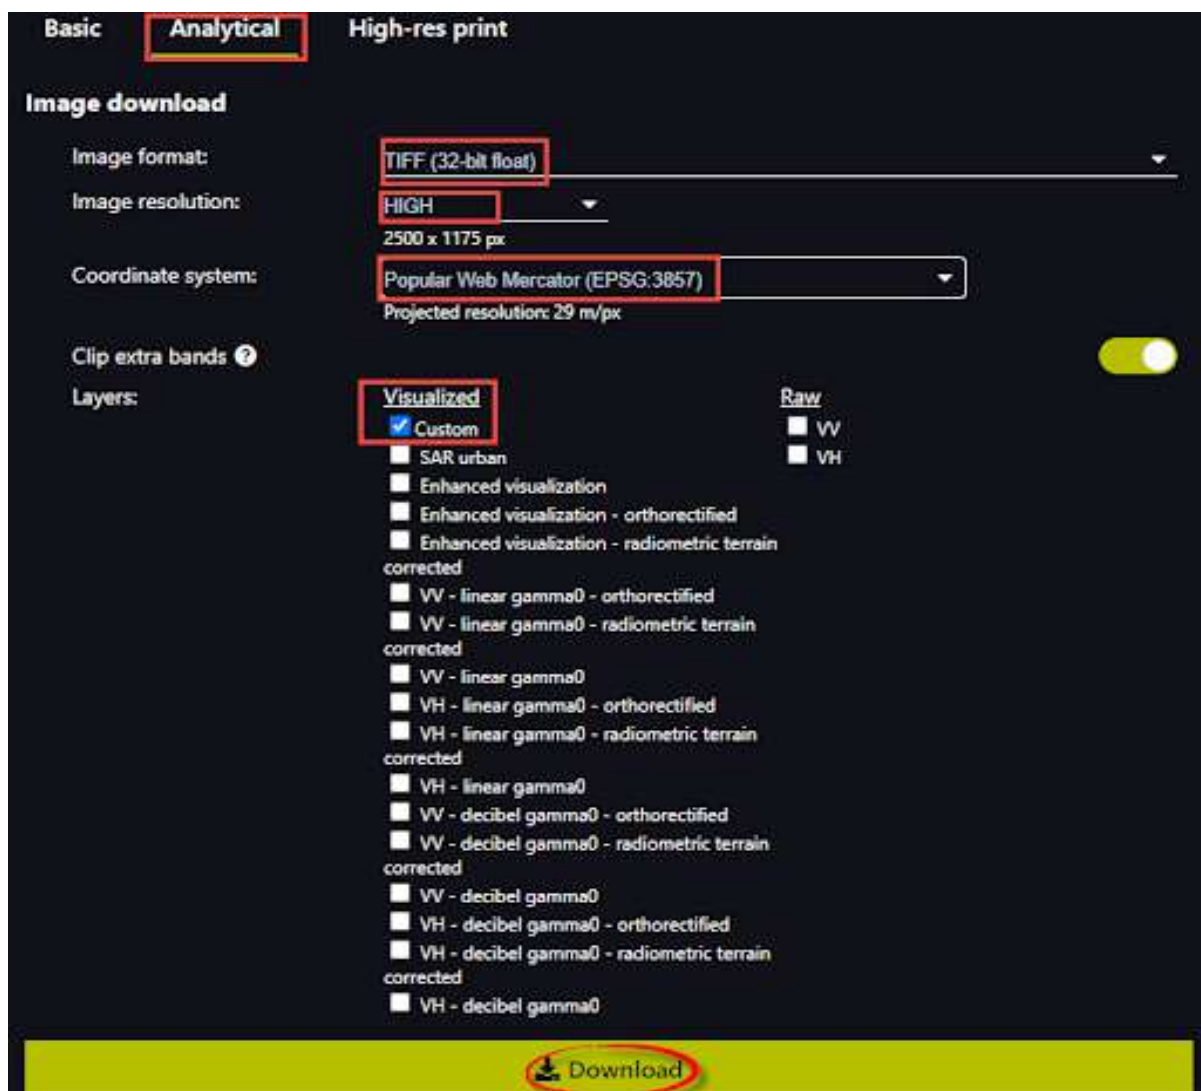 Basic Analytical High-res print
Image download
Image format: TIFF (32-bit float)
Image resolution: HIGH
2500 x 1175 px
Coordinate system: Popular Web Mercator (EPSG:3857)
Projected resolution: 29 m/px
Clip extra bands ?
Layers: Visualized Raw
Custom VV
SAR urban VH
Enhanced visualization
Enhanced visualization - orthorectified
Enhanced visualization - radiometric terrain
corrected
VV - linear gamma0 - orthorectified
VV - linear gamma0 - radiometric terrain
corrected
VV - linear gamma0
VH - linear gamma0 - orthorectified
VH - linear gamma0 - radiometric terrain
corrected
VH - linear gamma0
VV - decibel gamma0 - orthorectified
VV - decibel gamma0 - radiometric terrain
corrected
VV - decibel gamma0
VH - decibel gamma0 - orthorectified
VH - decibel gamma0 - radiometric terrain
corrected
VH - decibel gamma0
Download